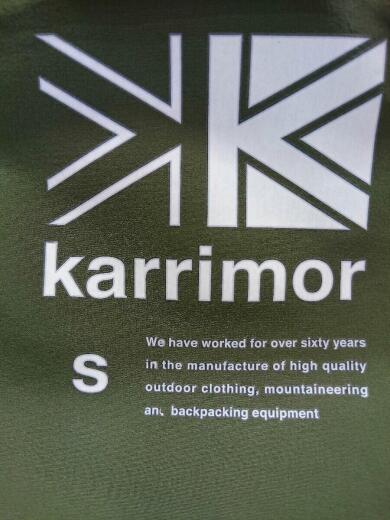 karrimor
S
We have worked for over sixty years
in the manufacture of high quality
outdoor clothing, mountaineering
and backpacking equipment